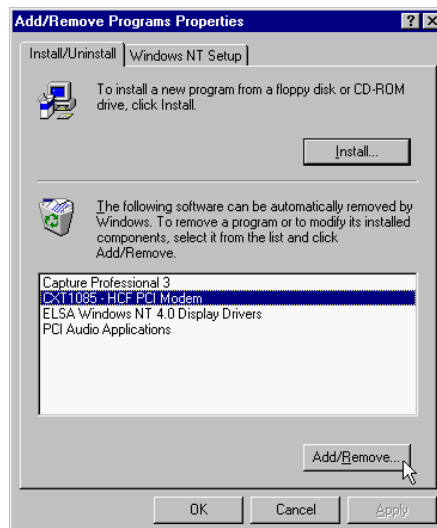 Add/Remove Programs Properties
Install/Uninstall Windows NT Setup
To install a new program from a floppy disk or CD-ROM
drive, click Install.
Install...
The following software can be automatically removed by
Windows. To remove a program or to modify its installed
components, select it from the list and click
Add/Remove.
Capture Professional 3
CXT1085 - HCF PCI Modem
ELSA Windows NT 4.0 Display Drivers
PCI Audio Applications
Add/Remove...
OK Cancel Apply